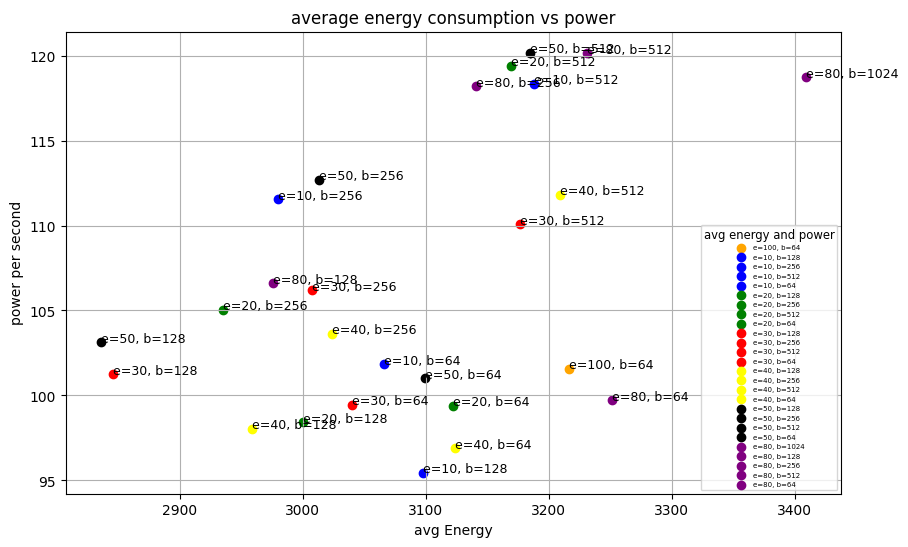 average energy consumption vs power
120
115
110
105
100
95
power per second
e=50, b=512
e=80, b=512
e=20, b=512
e=80, b=256
e=10, b=512
e=80, b=1024
e=50, b=256
e=10, b=256
e=40, b=512
e=30, b=512
e=80, b=128
e=30, b=256
e=20, b=256
e=40, b=256
e=50, b=128
e=10, b=64
e=30, b=128
e=50, b=64
e=100, b=64
e=30, b=64
e=20, b=64
e=80, b=64
e=20, b=128
e=40, b=128
e=40, b=64
e=10, b=128
avg energy and power
e=100, b=64
e=10, b=128
e=10, b=256
e=10, b=512
e=10, b=64
e=20, b=128
e=20, b=256
e=20, b=512
e=20, b=64
e=30, b=128
e=30, b=256
e=30, b=512
e=30, b=64
e=40, b=128
e=40, b=256
e=40, b=512
e=40, b=64
e=50, b=128
e=50, b=256
e=50, b=512
e=50, b=64
e=80, b=1024
e=80, b=128
e=80, b=256
e=80, b=512
e=80, b=64
2900 3000 3100 3200 3300 3400
avg Energy